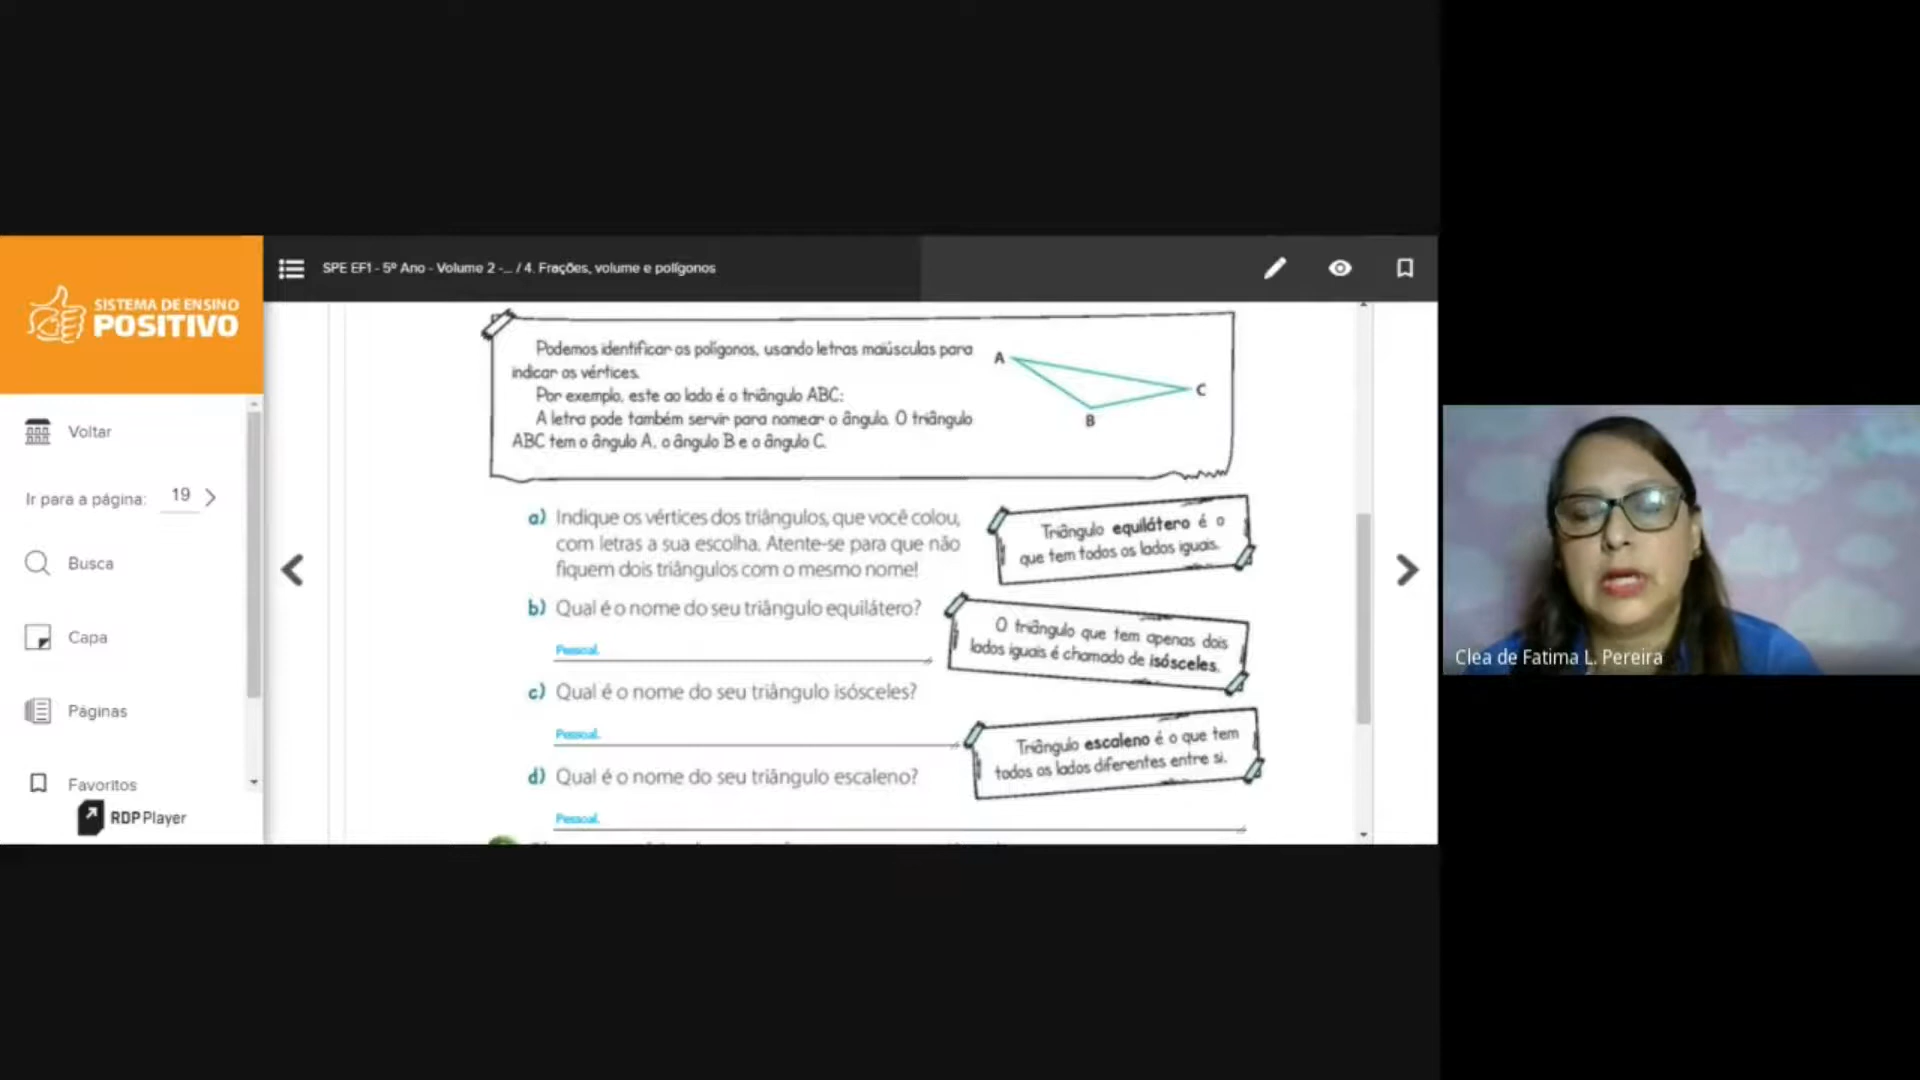 SISTEMA DE ENSINO
POSITIVO
SPE EF1 - 5º Ano - Volume 2 -... / 4. Frações, volume e polígonos
Voltar
Ir para a página: 19
Busca
Capa
Páginas
Favoritos
RDP Player
Podemos identificar os polígonos, usando letras maiúsculas para
indicar os vértices.
Por exemplo, este ao lado é o triângulo ABC:
A letra pode também servir para nomear o ângulo. O triângulo
ABC tem o ângulo A, o ângulo B e o ângulo C.
A
C
B
a) Indique os vértices dos triângulos, que você colou,
com letras a sua escolha. Atente-se para que não
fiquem dois triângulos com o mesmo nome!
Triângulo equilátero é o
que tem todos os lados iguais.
b) Qual é o nome do seu triângulo equilátero?
Pessoal.
O triângulo que tem apenas dois
lados iguais é chamado de isósceles.
c) Qual é o nome do seu triângulo isósceles?
Pessoal.
Triângulo escaleno é o que tem
todos os lados diferentes entre si.
d) Qual é o nome do seu triângulo escaleno?
Pessoal.
Clea de Fatima L. Pereira